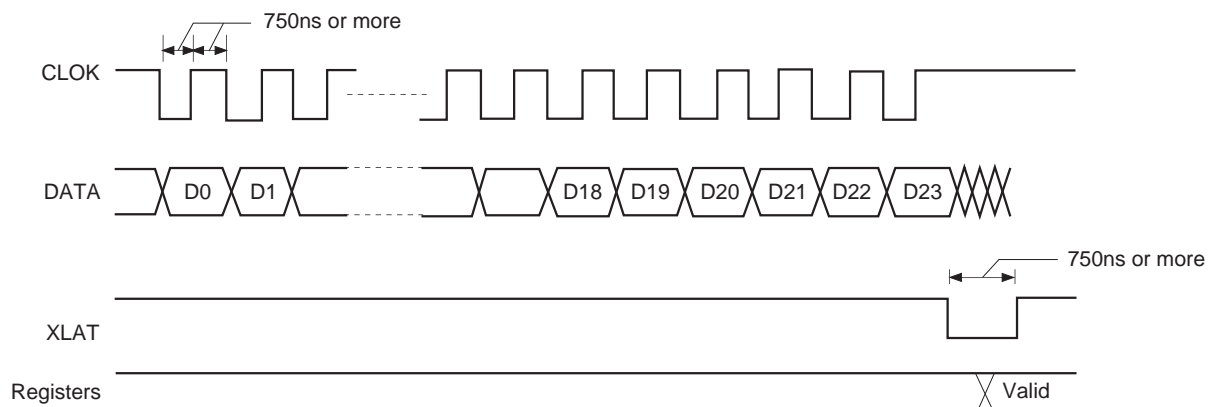 750ns or more
CLOK
DATA D0 D1 D18 D19 D20 D21 D22 D23
750ns or more
XLAT
Registers Valid